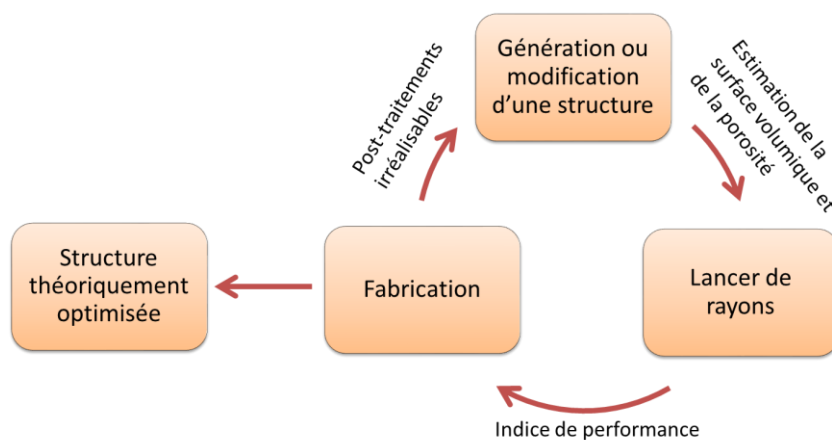 Génération ou
modification
d'une structure
Estimation de la
surface volumique et
de la porosité
Post-traitements
irréalisables
Structure
théoriquement
optimisée
Fabrication
Lancer de
rayons
Indice de performance